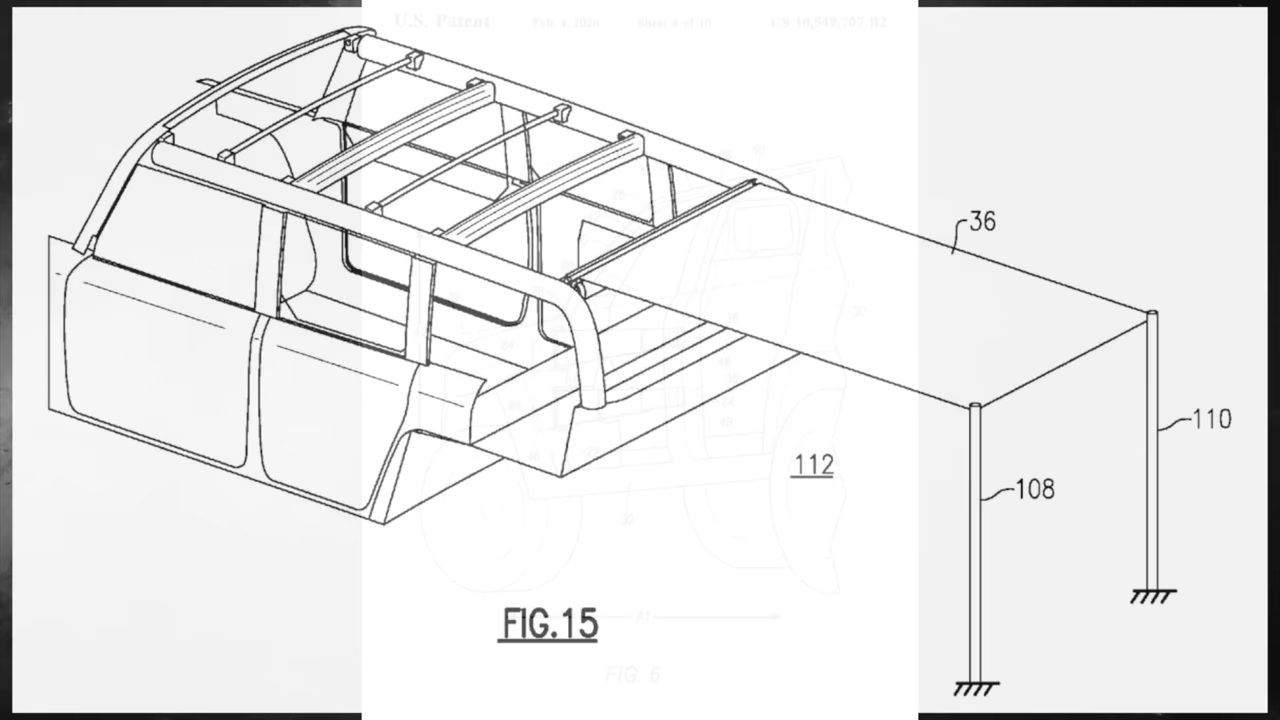 U.S. Patent Feb. 4, 2020 Sheet 6 of 10 US 10,549,707 B2
36
110
112
108
FIG.15
FIG. 6